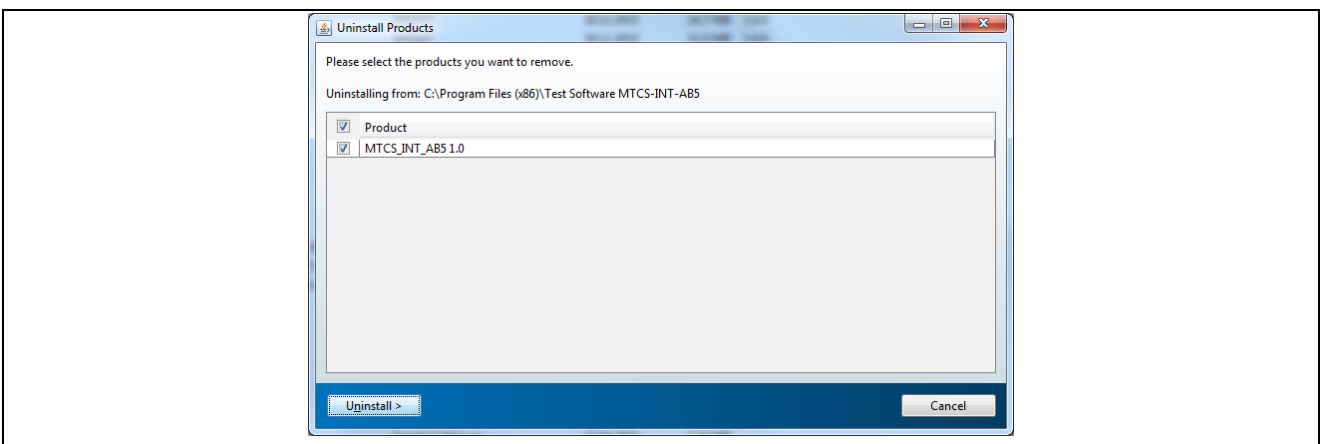 Uninstall Products
Please select the products you want to remove.
Uninstalling from: C:\Program Files (x86)\Test Software MTCS-INT-AB5
Product
MTCS_INT_AB5 1.0
Uninstall >
Cancel